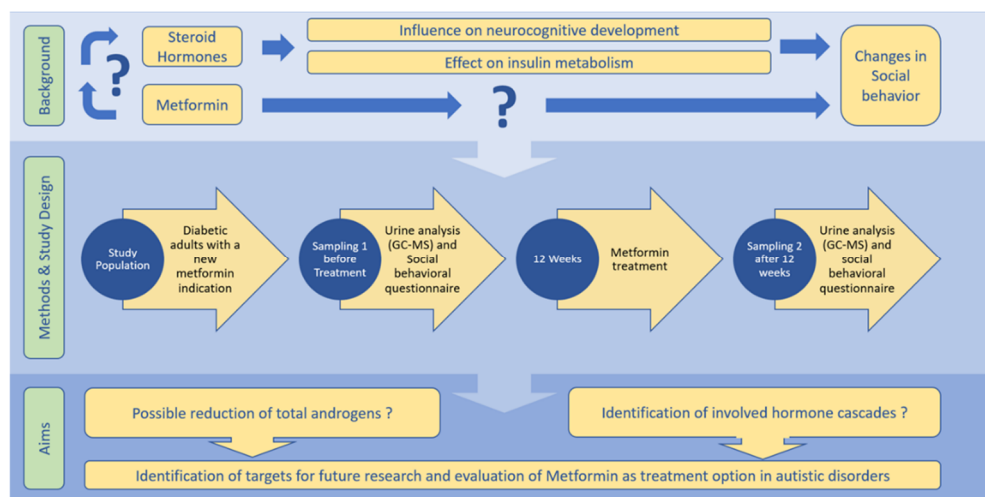 Background
Steroid
Hormones
?
Metformin
Influence on neurocognitive development
Effect on insulin metabolism
?
Changes in
Social
behavior
Methods & Study Design
Study
Population
Diabetic
adults with a
new
metformin
indication
Sampling 1
before
Treatment
Urine analysis
(GC-MS) and
Social
behavioral
questionnaire
12 Weeks
Metformin
treatment
Sampling 2
after 12
weeks
Urine analysis
(GC-MS) and
social
behavioral
questionnaire
Aims
Possible reduction of total androgens ?
Identification of involved hormone cascades ?
Identification of targets for future research and evaluation of Metformin as treatment option in autistic disorders